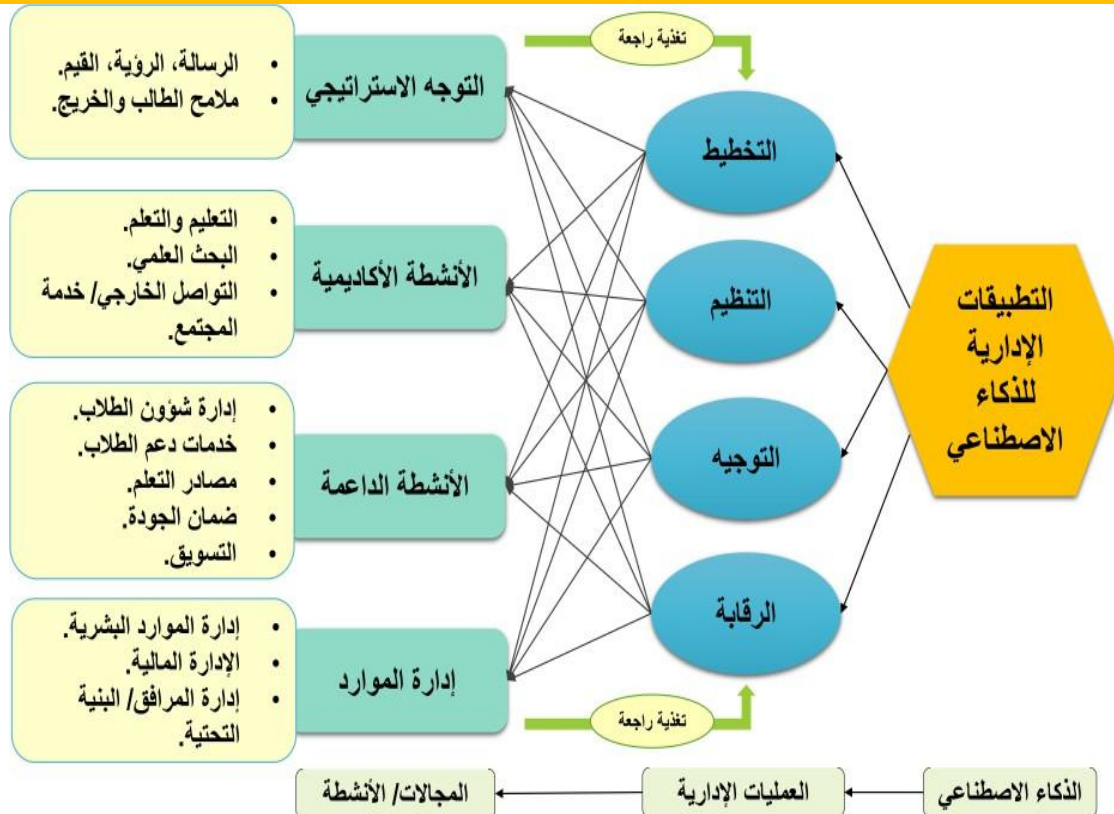 التطبيقات
الإدارية
للذكاء
الاصطناعي
تغذية راجعة
التخطيط
التنظيم
التوجيه
الرقابة
تغذية راجعة
التوجه الاستراتيجي
• الرسالة، الرؤية، القيم.
• ملامح الطالب والخريج.
الأنشطة الأكاديمية
• التعليم والتعلم.
• البحث العلمي.
• التواصل الخارجي/ خدمة
المجتمع.
الأنشطة الداعمة
• إدارة شؤون الطلاب.
• خدمات دعم الطلاب.
• مصادر التعلم.
• ضمان الجودة.
• التسويق.
إدارة الموارد
• إدارة الموارد البشرية.
• الإدارة المالية.
• إدارة المرافق/ البنية
التحتية.
الذكاء الاصطناعي
العمليات الإدارية
المجالات/ الأنشطة